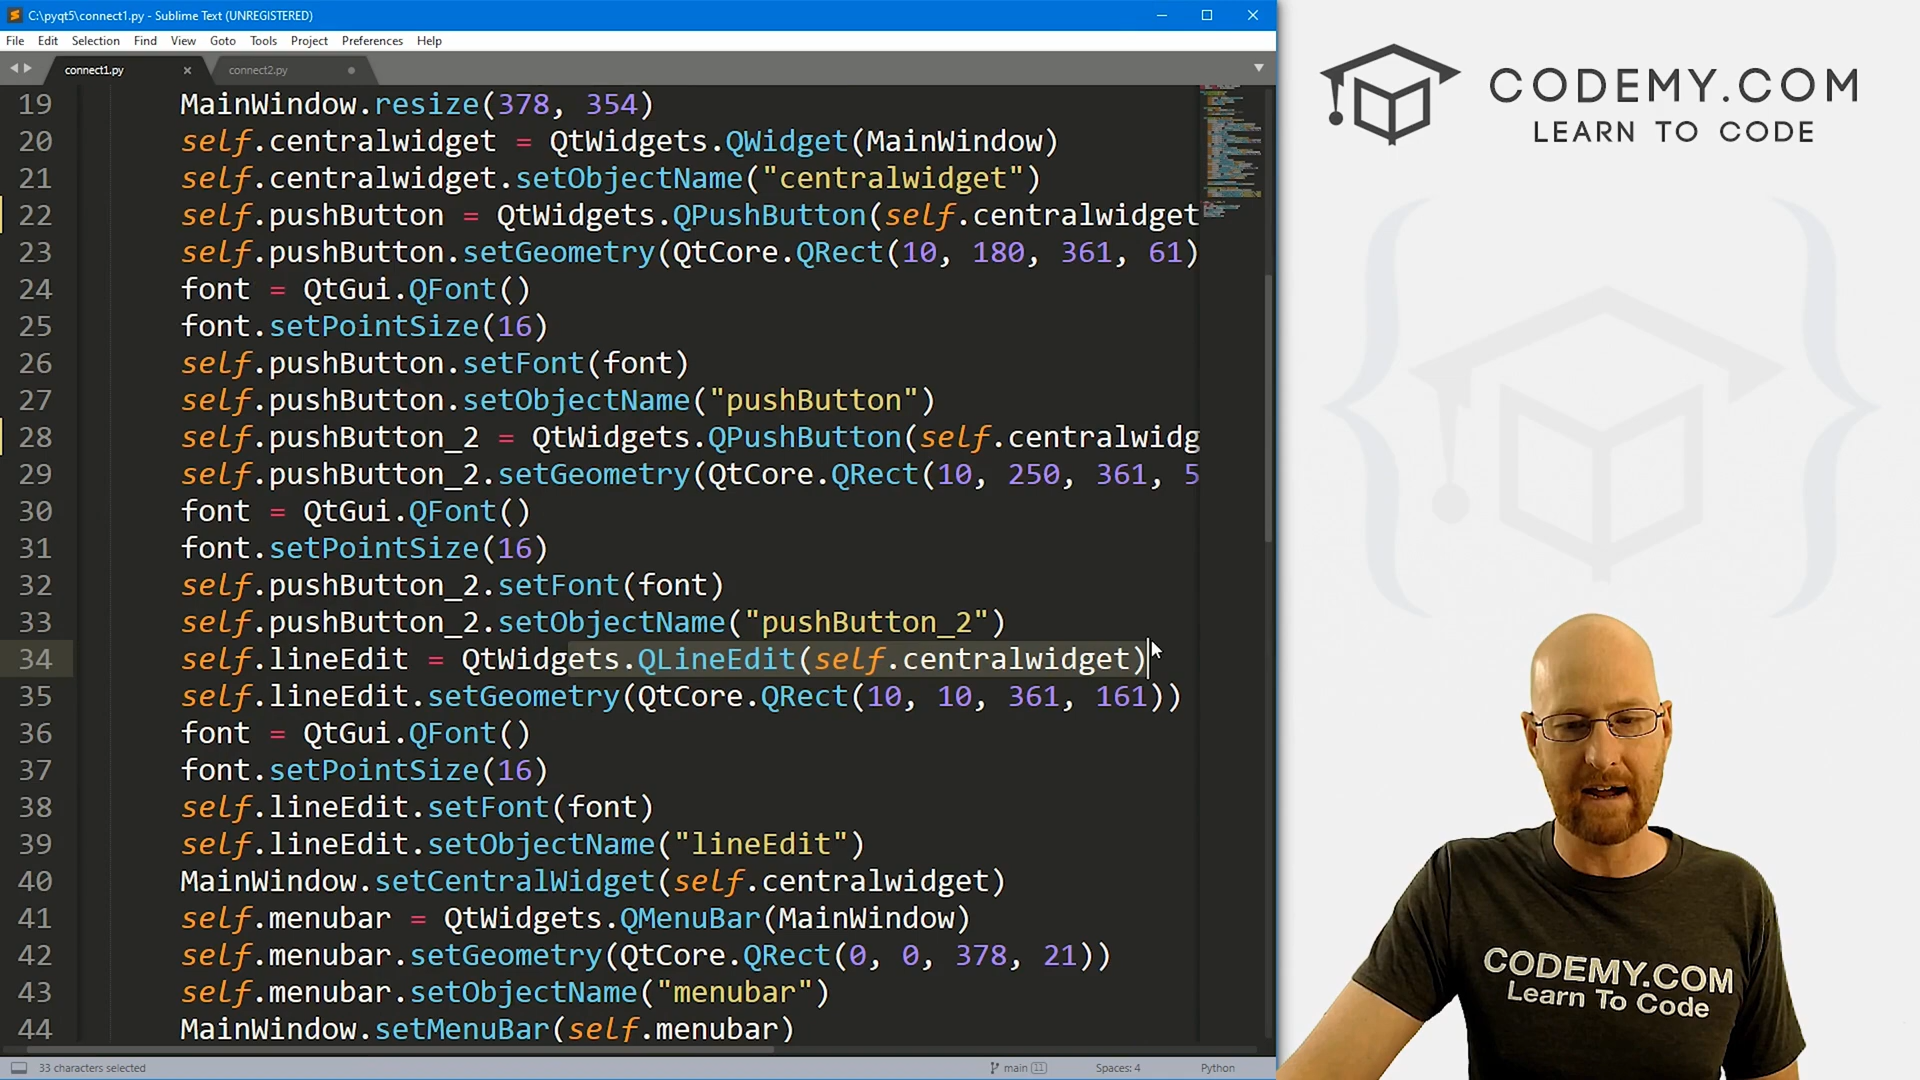 C:\pyqt5\connect1.py - Sublime Text (UNREGISTERED)
File Edit Selection Find View Goto Tools Project Preferences Help
connect1.py connect2.py
19 MainWindow.resize(378, 354)
20 self.centralwidget = QtWidgets.QWidget(MainWindow)
21 self.centralwidget.setObjectName("centralwidget")
22 self.pushButton = QtWidgets.QPushButton(self.centralwidget
23 self.pushButton.setGeometry(QtCore.QRect(10, 180, 361, 61)
24 font = QtGui.QFont()
25 font.setPointSize(16)
26 self.pushButton.setFont(font)
27 self.pushButton.setObjectName("pushButton")
28 self.pushButton_2 = QtWidgets.QPushButton(self.centralwidg
29 self.pushButton_2.setGeometry(QtCore.QRect(10, 250, 361, 5
30 font = QtGui.QFont()
31 font.setPointSize(16)
32 self.pushButton_2.setFont(font)
33 self.pushButton_2.setObjectName("pushButton_2")
34 self.lineEdit = QtWidgets.QLineEdit(self.centralwidget)
35 self.lineEdit.setGeometry(QtCore.QRect(10, 10, 361, 161))
36 font = QtGui.QFont()
37 font.setPointSize(16)
38 self.lineEdit.setFont(font)
39 self.lineEdit.setObjectName("lineEdit")
40 MainWindow.setCentralWidget(self.centralwidget)
41 self.menubar = QtWidgets.QMenuBar(MainWindow)
42 self.menubar.setGeometry(QtCore.QRect(0, 0, 378, 21))
43 self.menubar.setObjectName("menubar")
44 MainWindow.setMenuBar(self.menubar)
33 characters selected main 11 Spaces: 4 Python
CODEMY.COM
LEARN TO CODE
CODEMY.COM
Learn To Code